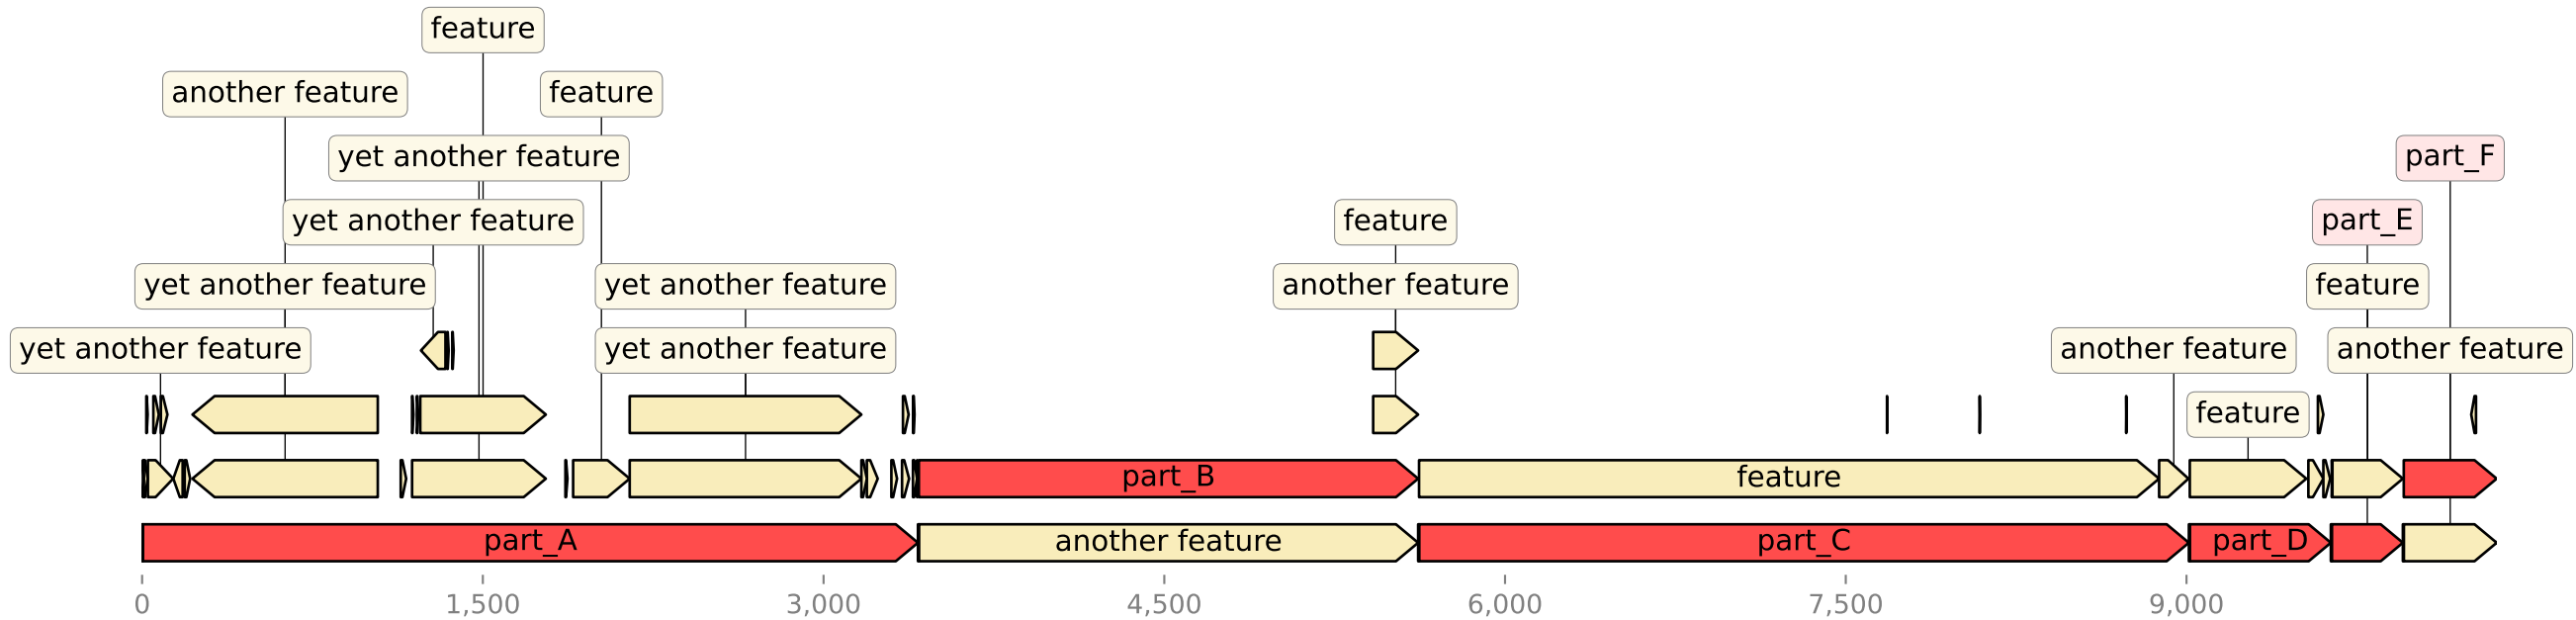 feature
another feature
feature
yet another feature
part_F
yet another feature
feature
part_E
yet another feature
yet another feature
another feature
feature
yet another feature
yet another feature
another feature
another feature
feature
part_B
feature
part_A
another feature
part_C
part_D
0
1,500
3,000
4,500
6,000
7,500
9,000